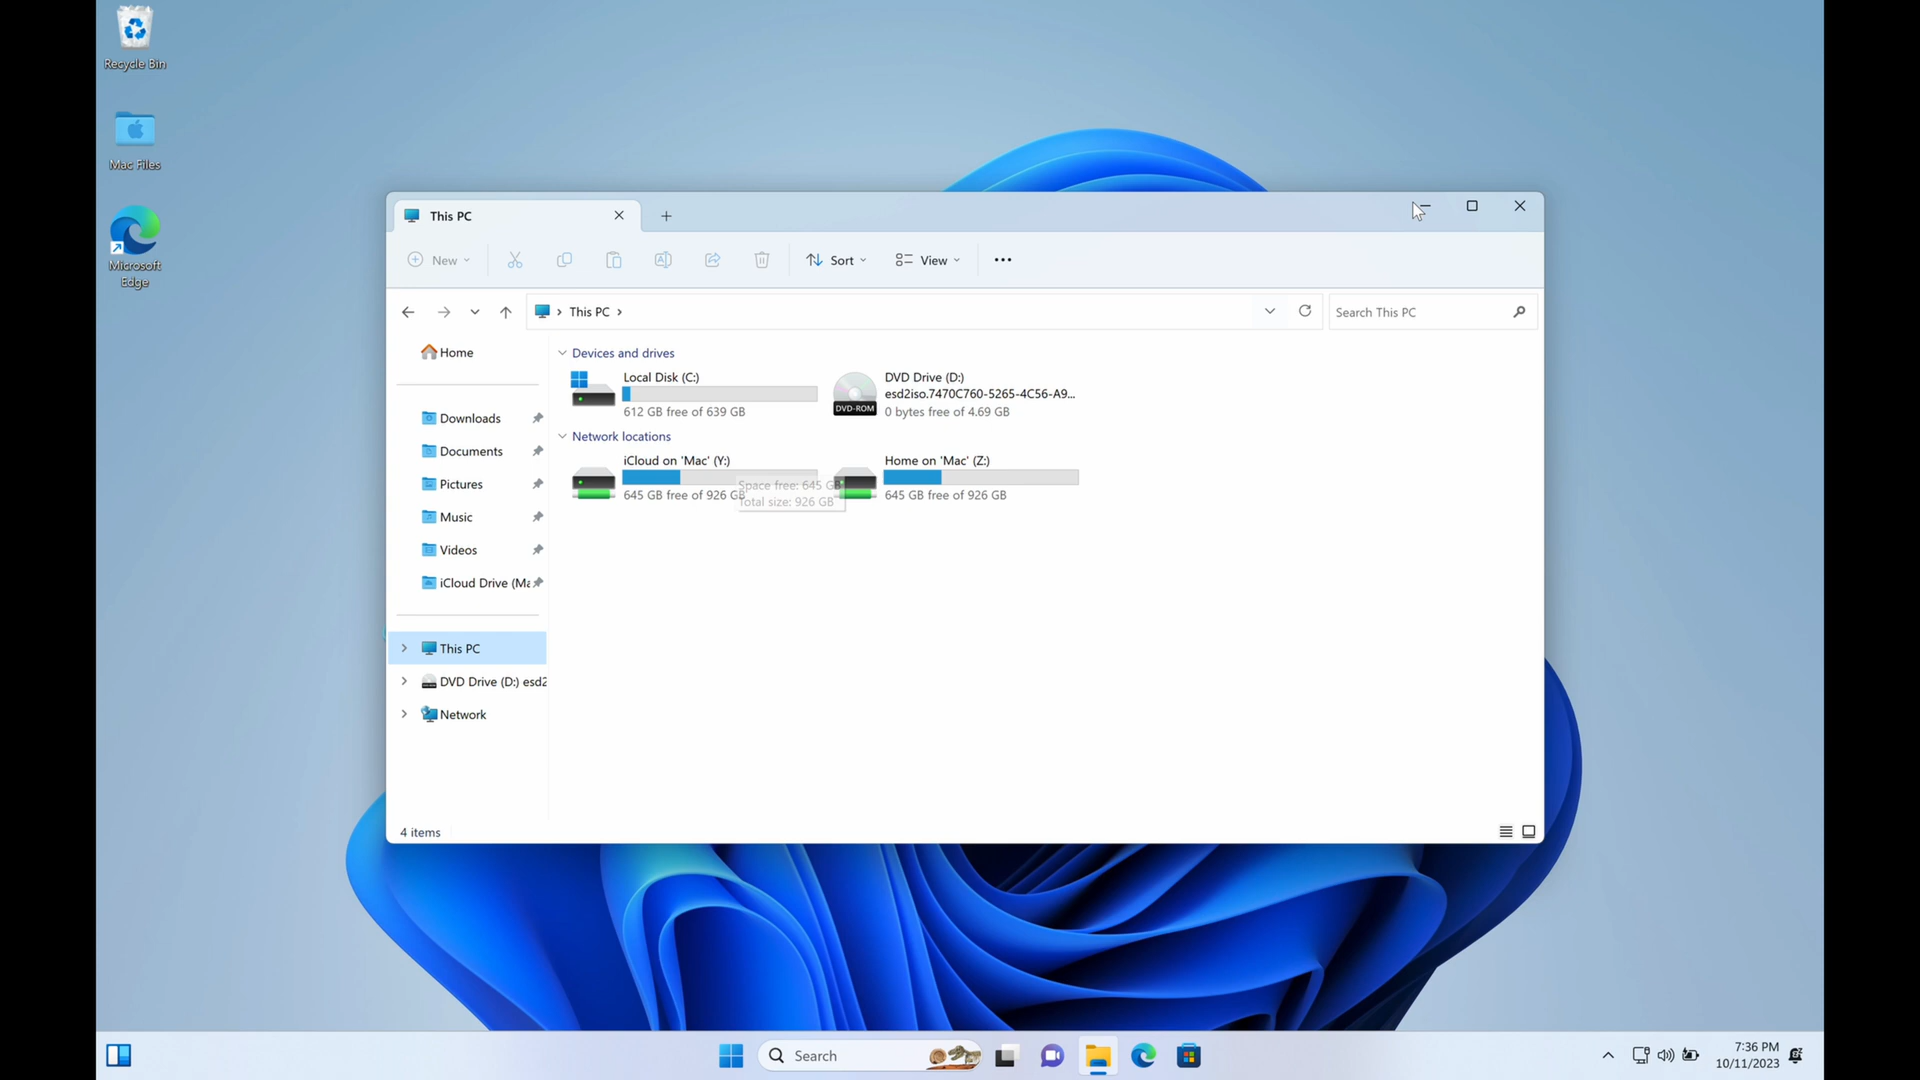 Recycle Bin
Mac Files
Microsoft
Edge
This PC
New
Sort
View
This PC
Search This PC
Home
Downloads
Documents
Pictures
Music
Videos
iCloud Drive (Ma
This PC
DVD Drive (D:) esd2
Network
Devices and drives
Local Disk (C:)
612 GB free of 639 GB
DVD Drive (D:)
esd2iso.7470C760-5265-4C56-A9...
DVD-ROM
0 bytes free of 4.69 GB
Network locations
iCloud on 'Mac' (Y:)
645 GB free of 926 GB
Space free: 645 GB
Total size: 926 GB
Home on 'Mac' (Z:)
645 GB free of 926 GB
4 items
Search
7:36 PM
10/11/2023